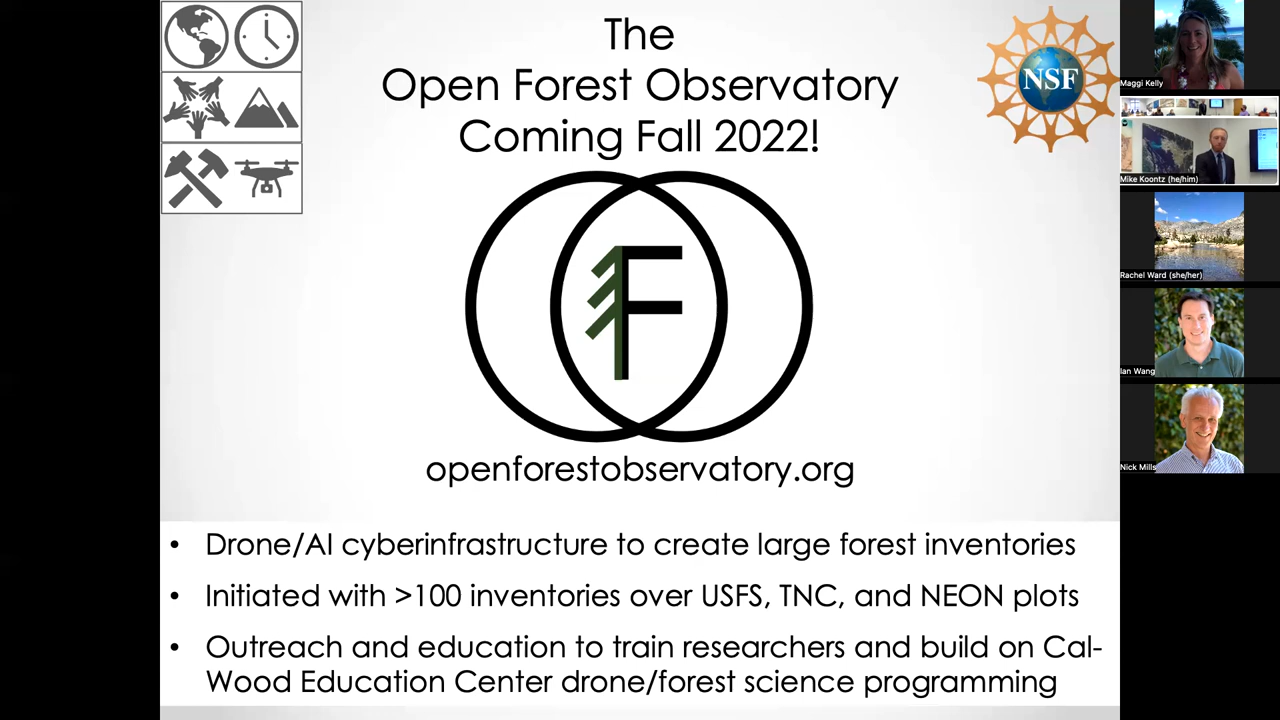 The
Open Forest Observatory
Coming Fall 2022!
NSF
F
openforestobservatory.org
• Drone/AI cyberinfrastructure to create large forest inventories
• Initiated with >100 inventories over USFS, TNC, and NEON plots
• Outreach and education to train researchers and build on Cal-
Wood Education Center drone/forest science programming
Maggi Kelly
Mike Koontz (he/him)
Rachel Ward (she/her)
Ian Wang
Nick Mills